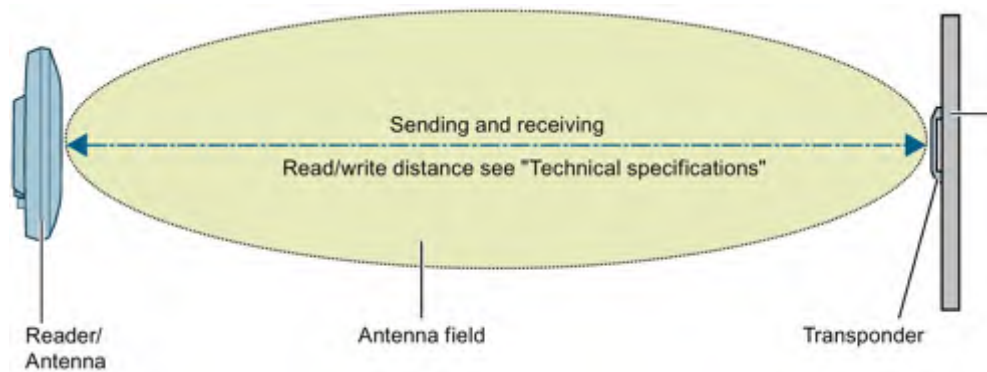 Sending and receiving
Read/write distance see "Technical specifications"
Reader/
Antenna
Antenna field
Transponder